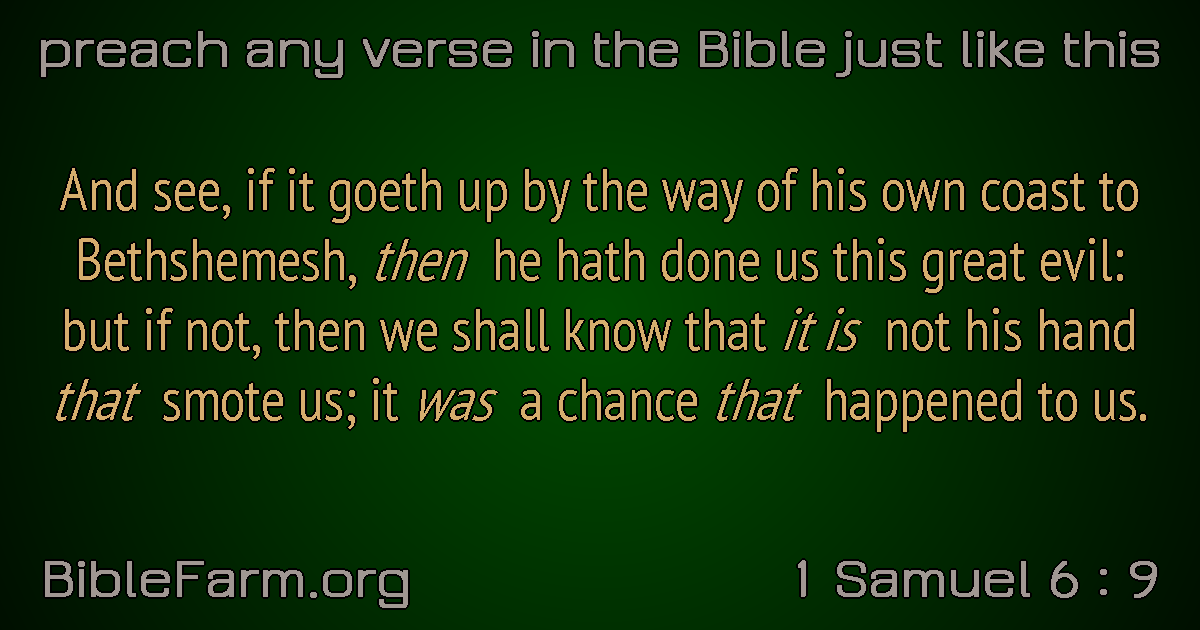 preach any verse in the Bible just like this
And see, if it goeth up by the way of his own coast to
Bethshemesh, then he hath done us this great evil:
but if not, then we shall know that it is not his hand
that smote us; it was a chance that happened to us.
BibleFarm.org
1 Samuel 6 : 9